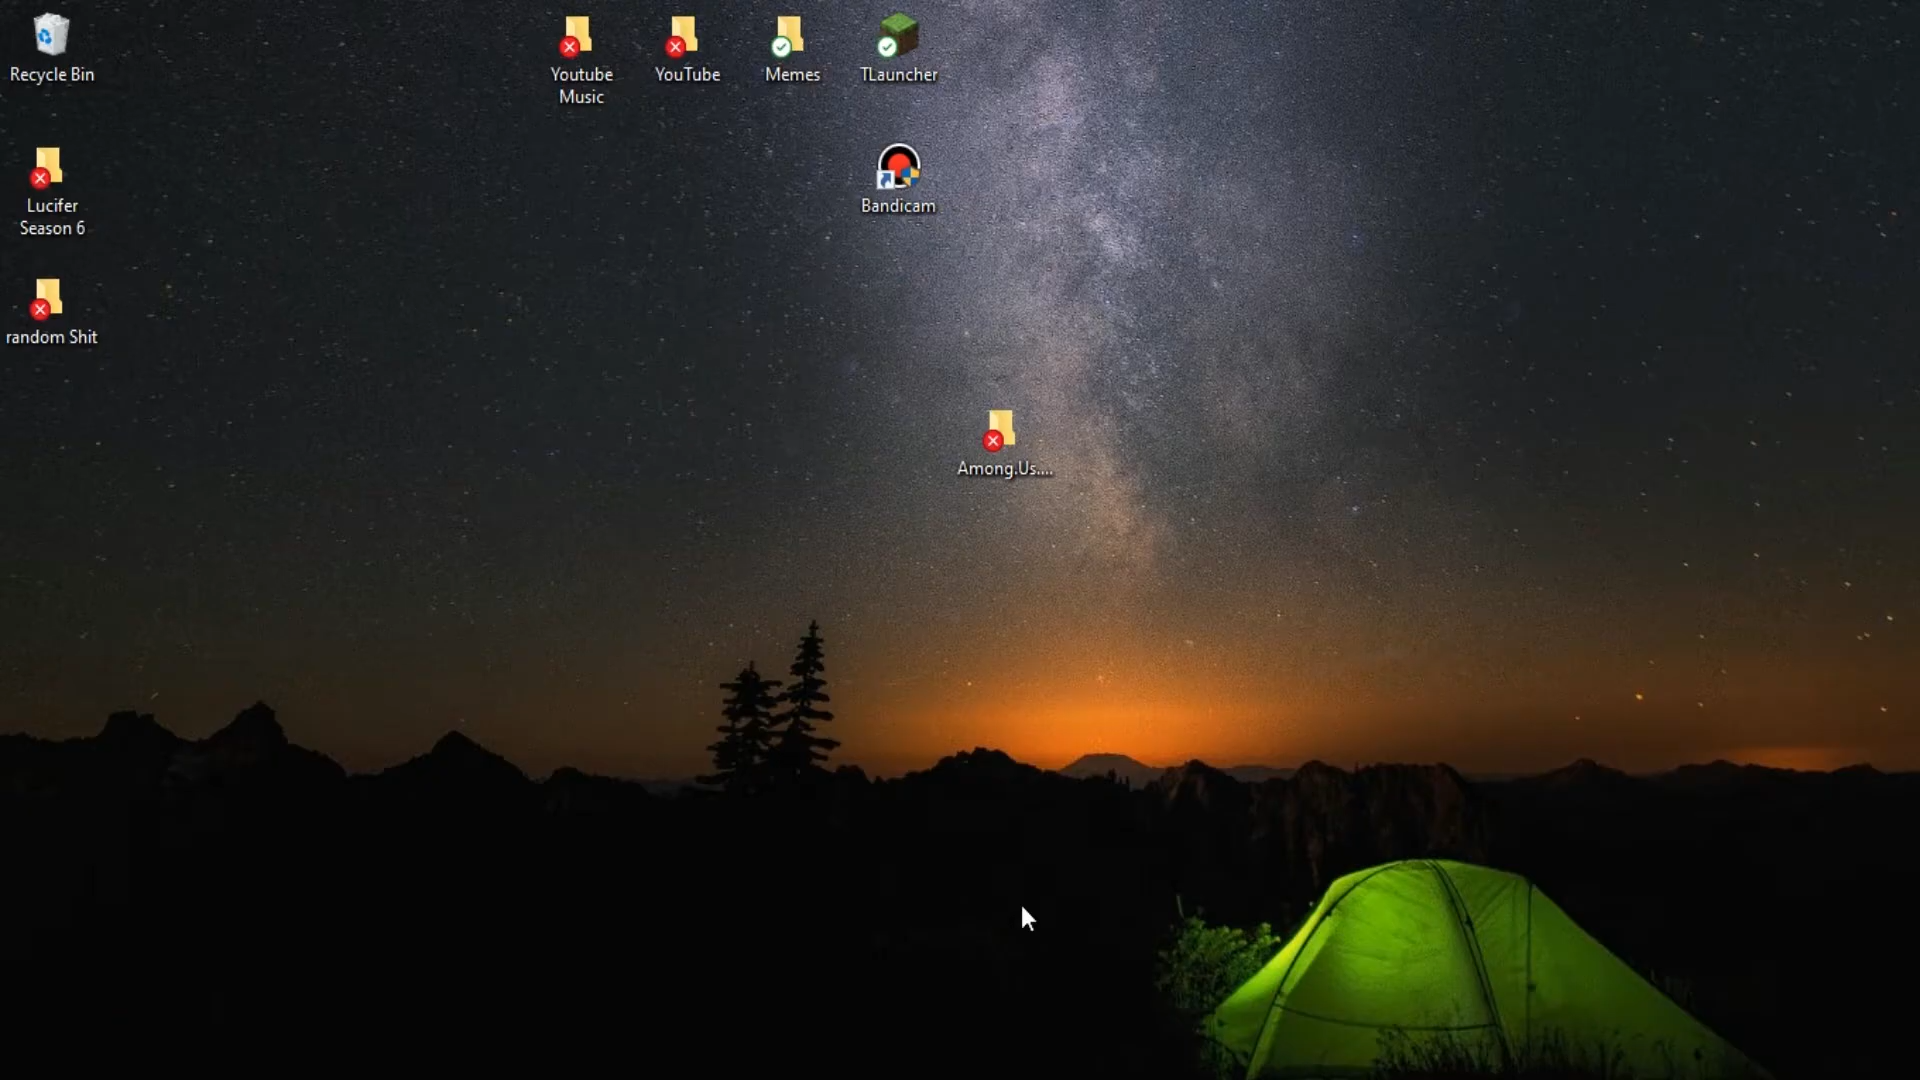 Recycle Bin
Youtube
Music
YouTube
Memes
TLauncher
Lucifer
Season 6
Bandicam
random Shit
Among.Us....